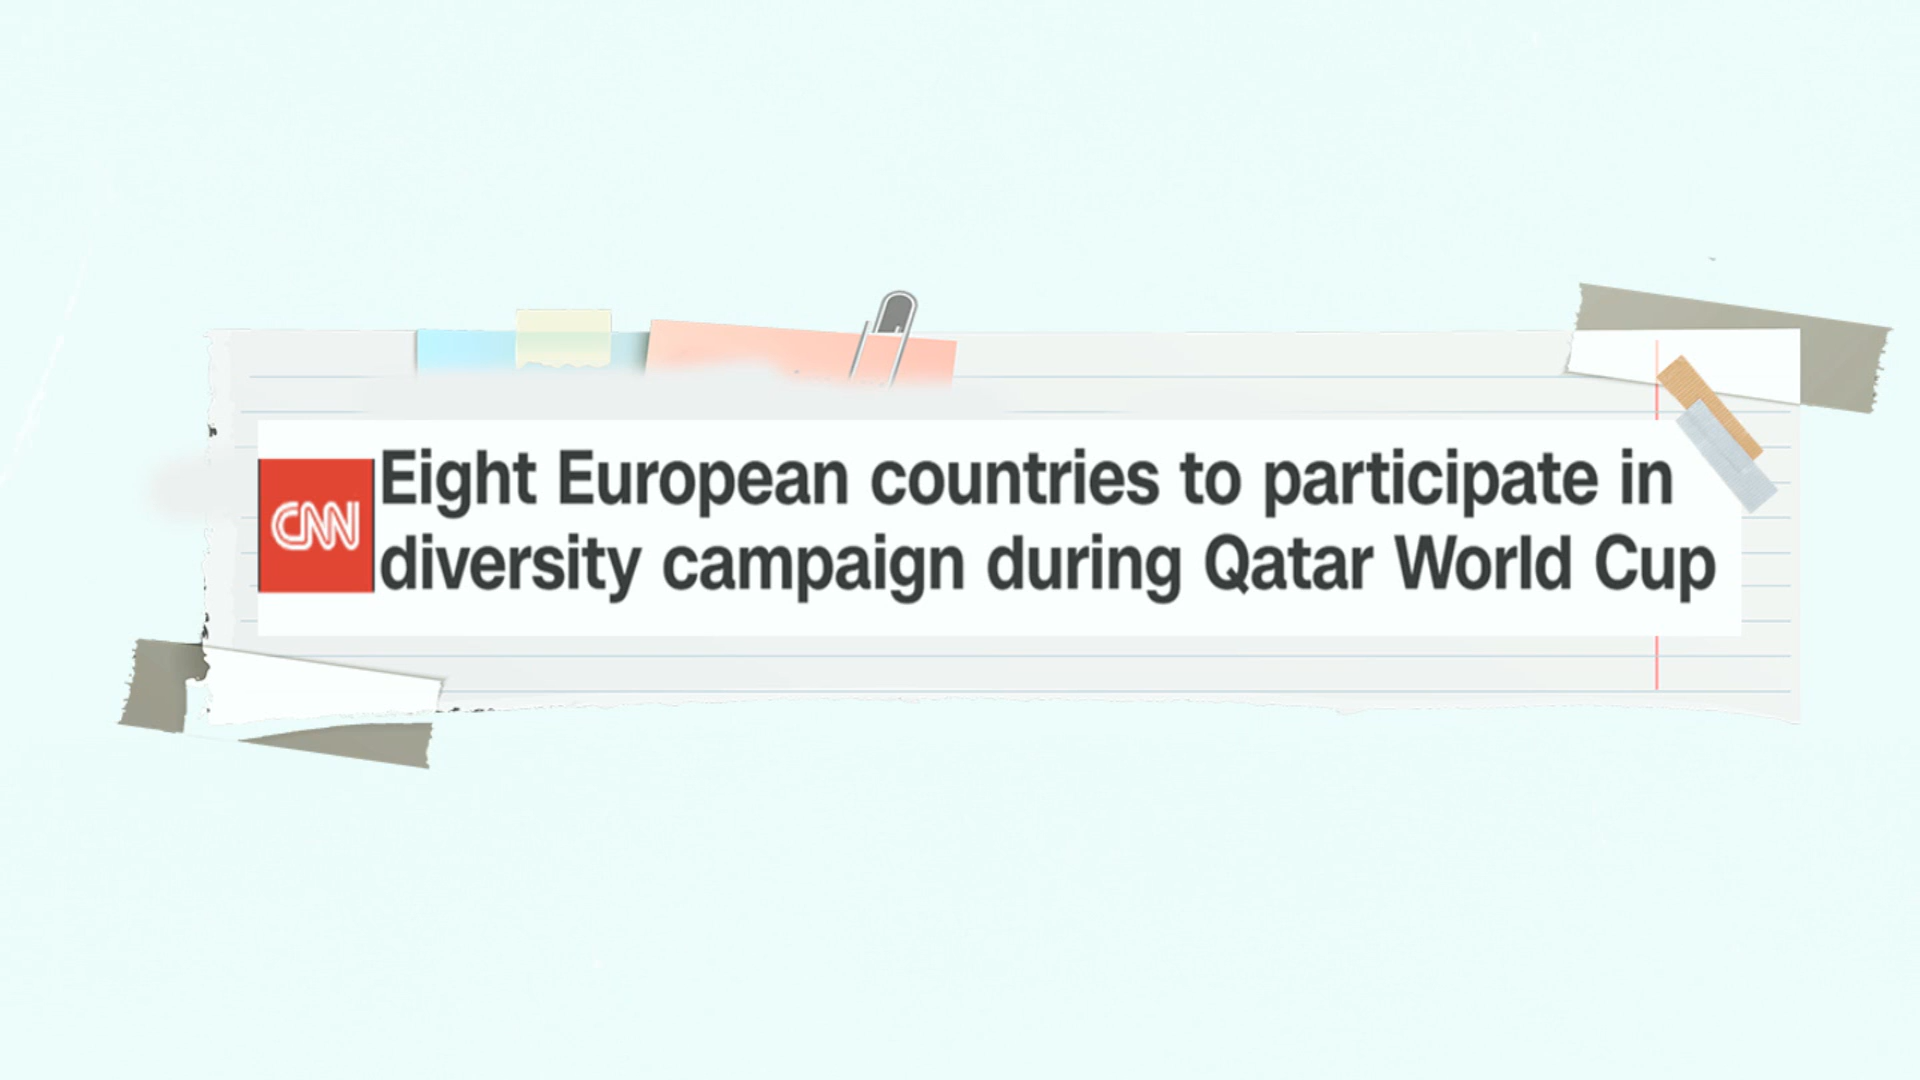 CNN
Eight European countries to participate in
diversity campaign during Qatar World Cup